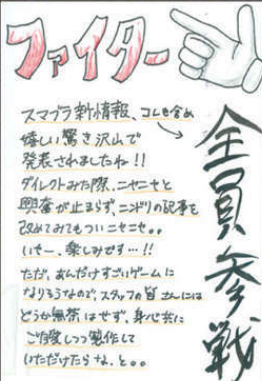 ファイター
全員参戦
スマブラ新情報、コレも含め
嬉しい驚き沢山で
発表されましたね!!
ダイレクトみた際、ニヤニヤと
興奮が止まらず、ニンドリの記事を
改めてみてもついニヤニヤ。。
いやー、楽しみです…!!
ただ、あんだけすごいゲームに
なりそうなので、スタッフの皆さんには
どうか無茶はせず、身心共に
ご自愛しつつ製作して
いただけたらな、と。。